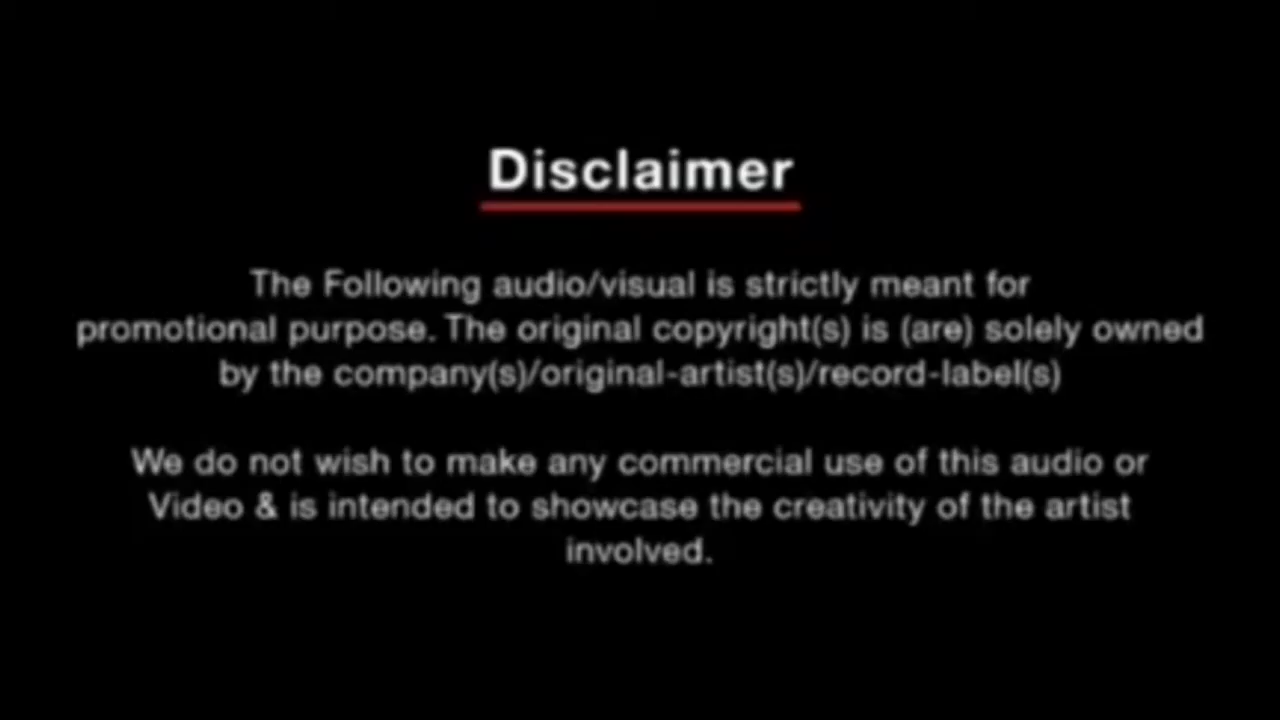 Disclaimer
The Following audio/visual is strictly meant for
promotional purpose. The original copyright(s) is (are) solely owned
by the company(s)/original-artist(s)/record-label(s)
We do not wish to make any commercial use of this audio or
Video & is intended to showcase the creativity of the artist
involved.